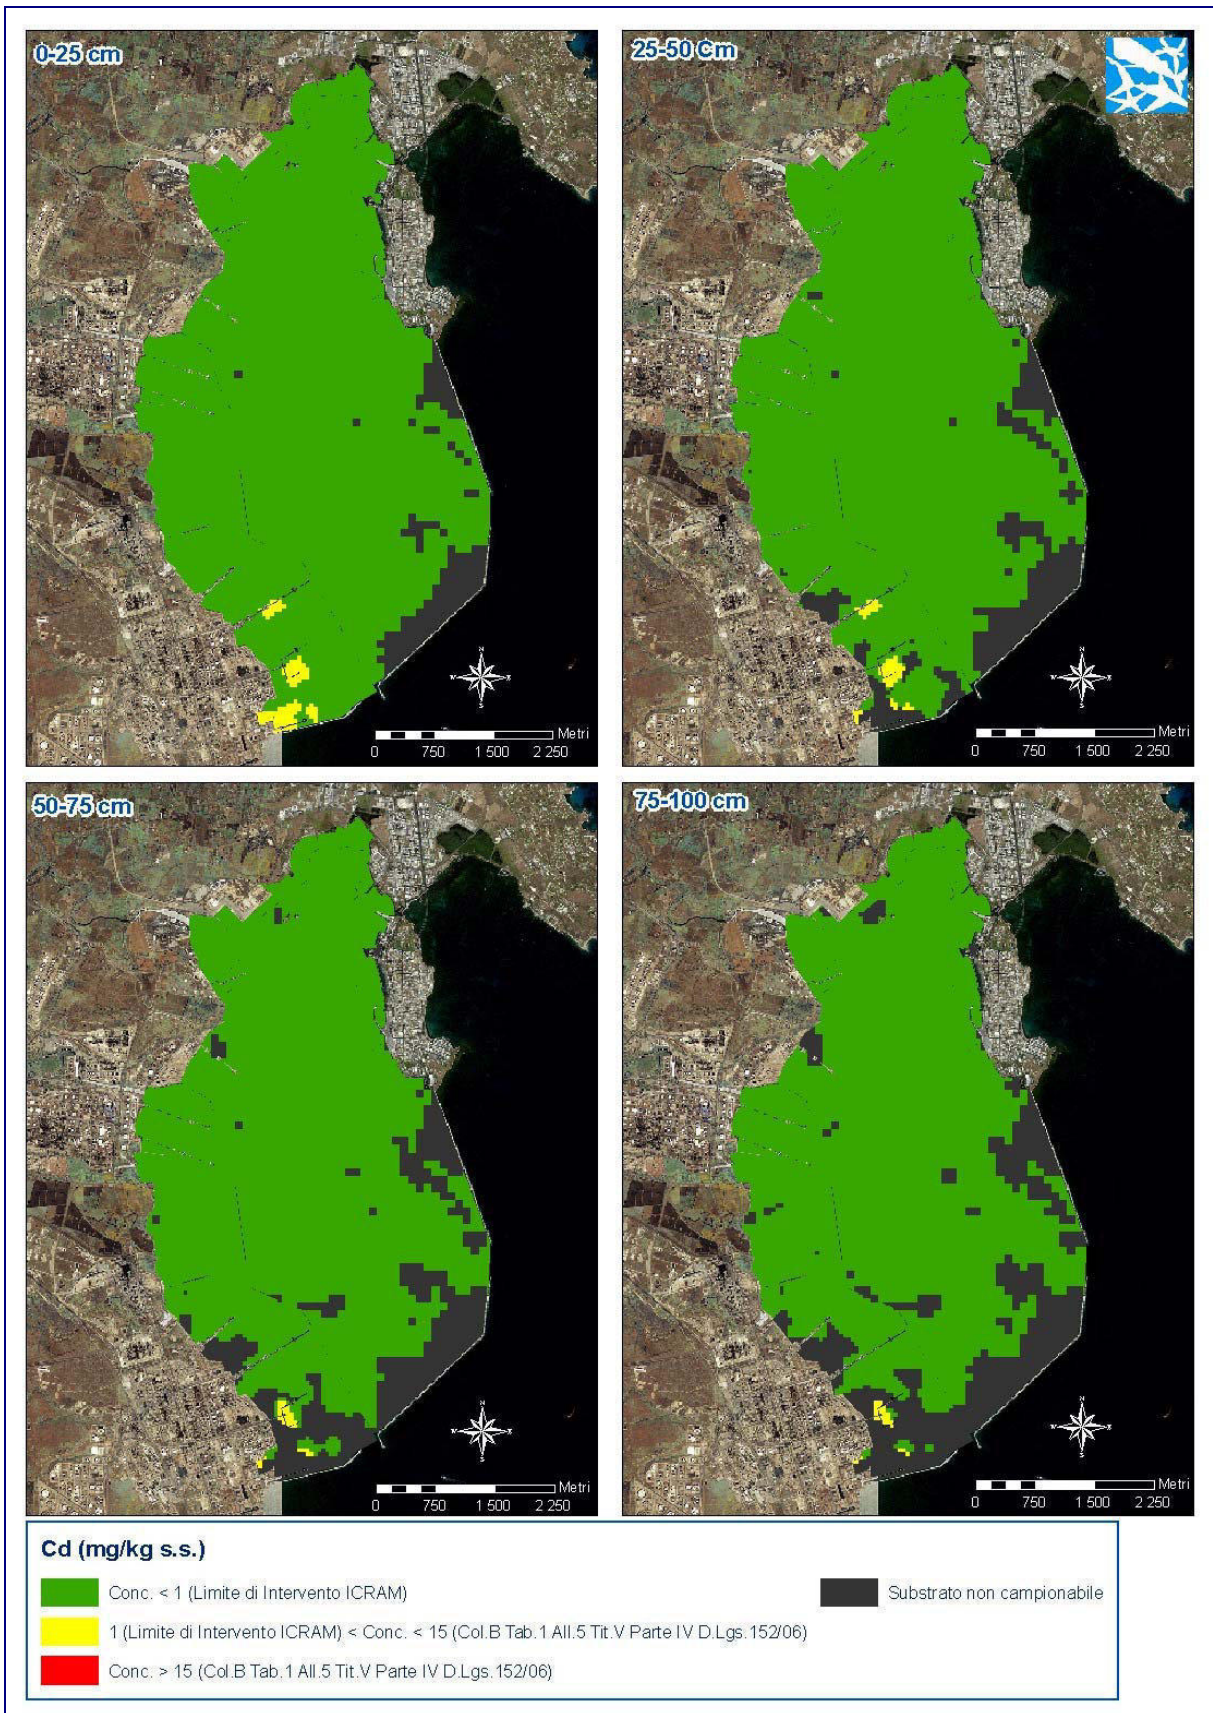 0-25 cm
25-50 Cm
N
W E
S
Metri
0 750 1 500 2 250
N
W E
S
Metri
0 750 1 500 2 250
50-75 cm
75-100 cm
N
W E
S
Metri
0 750 1 500 2 250
N
W E
S
Metri
0 750 1 500 2 250
Cd (mg/kg s.s.)
Conc. < 1 (Limite di Intervento ICRAM)
Substrato non campionabile
1 (Limite di Intervento ICRAM) < Conc. < 15 (Col.B Tab.1 All.5 Tit.V Parte IV D.Lgs.152/06)
Conc. > 15 (Col.B Tab.1 All.5 Tit.V Parte IV D.Lgs.152/06)